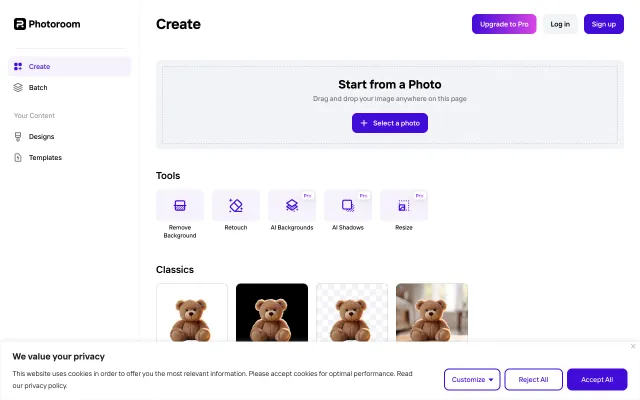 Photoroom
Create
Upgrade to Pro
Log in
Sign up
Create
Batch
Your Content
Designs
Templates
Start from a Photo
Drag and drop your image anywhere on this page
Select a photo
Tools
Remove
Background
Retouch
Pro
AI Backgrounds
Pro
AI Shadows
Pro
Resize
Classics
We value your privacy
This website uses cookies in order to offer you the most relevant information. Please accept cookies for optimal performance. Read
our privacy policy.
Customize
Reject All
Accept All